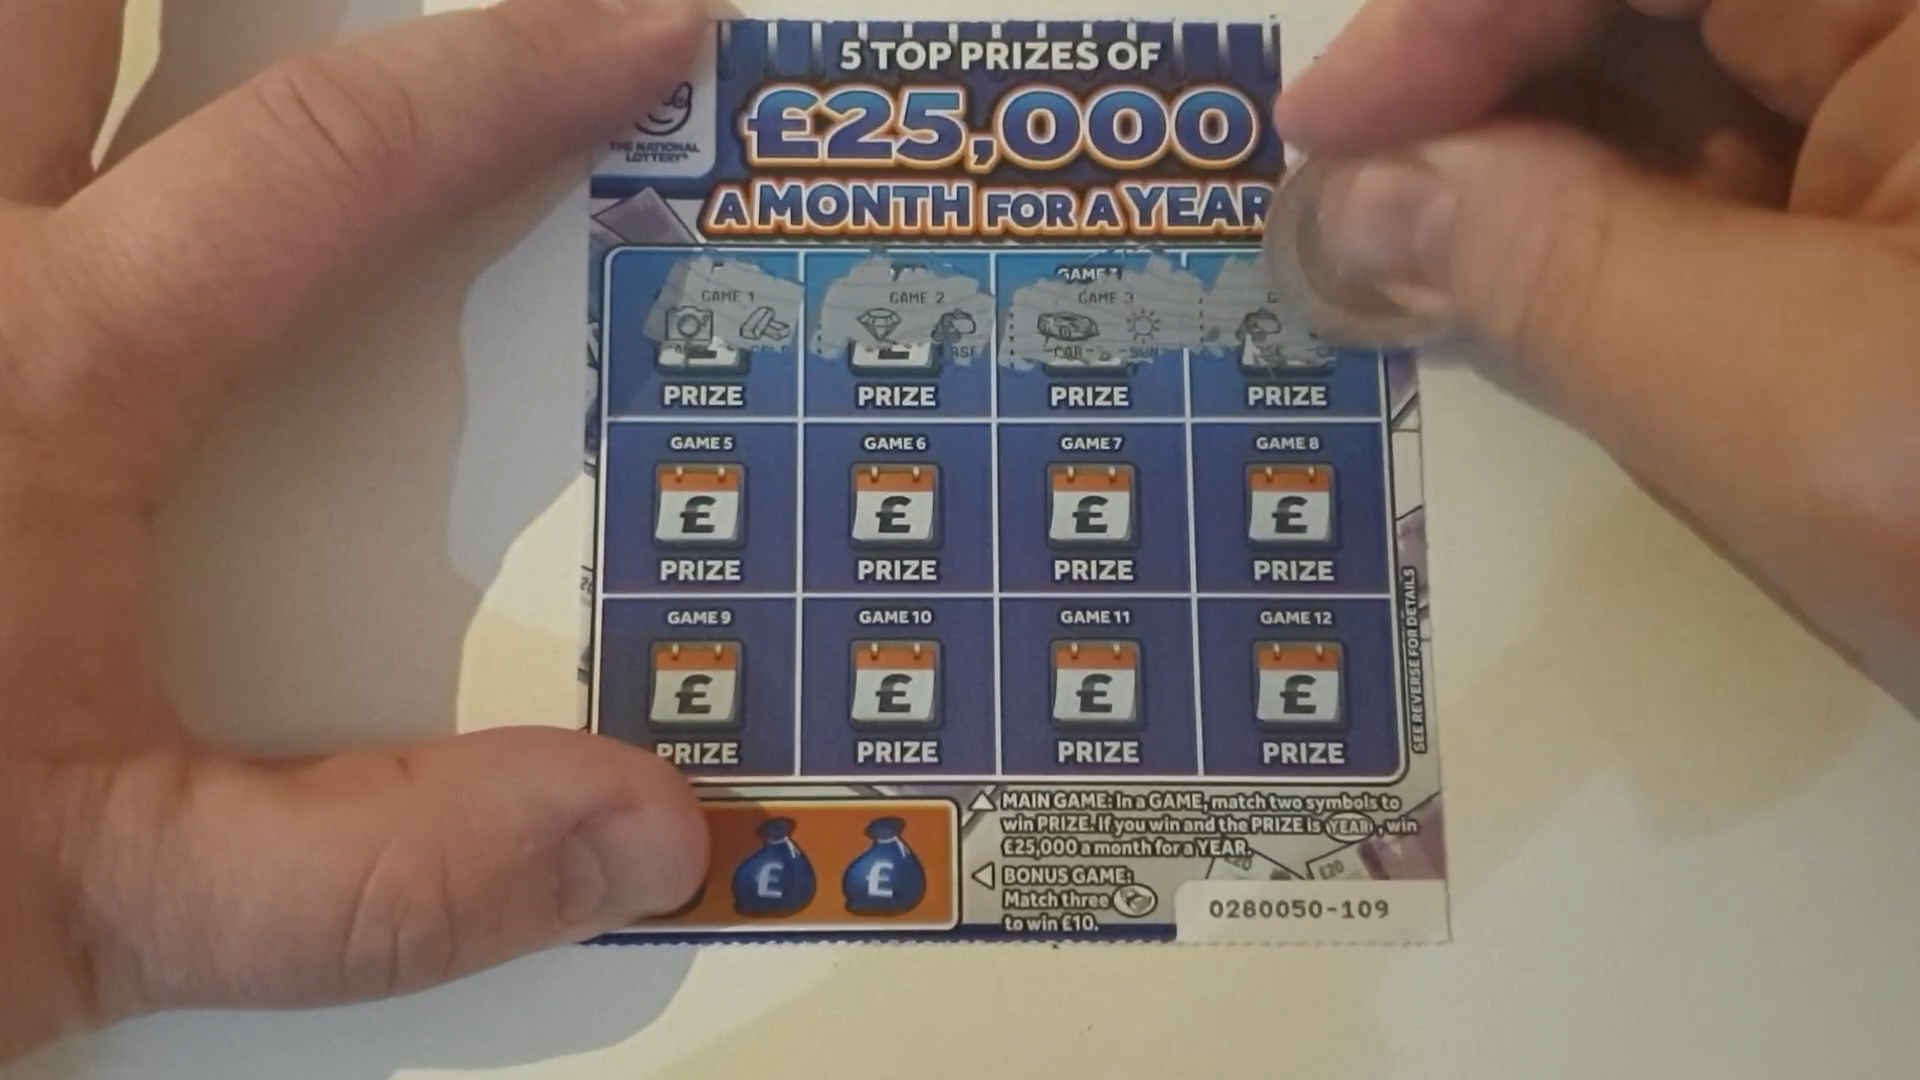 5 TOP PRIZES OF
£25,000
THE NATIONAL
LOTTERY
A MONTH FOR A YEAR
GAME 1 GAME 2 GAME 3
CAR SUN
PRIZE PRIZE PRIZE PRIZE
GAME 5 GAME 6 GAME 7 GAME 8
£ £ £ £
PRIZE PRIZE PRIZE PRIZE
GAME 9 GAME 10 GAME 11 GAME 12
£ £ £ £
PRIZE PRIZE PRIZE PRIZE
SEE REVERSE FOR DETAILS
£ £
MAIN GAME: In a GAME, match two symbols to
win PRIZE. If you win and the PRIZE is YEAR, win
£25,000 a month for a YEAR.
BONUS GAME:
Match three
to win £10.
£20 £20
0280050-109